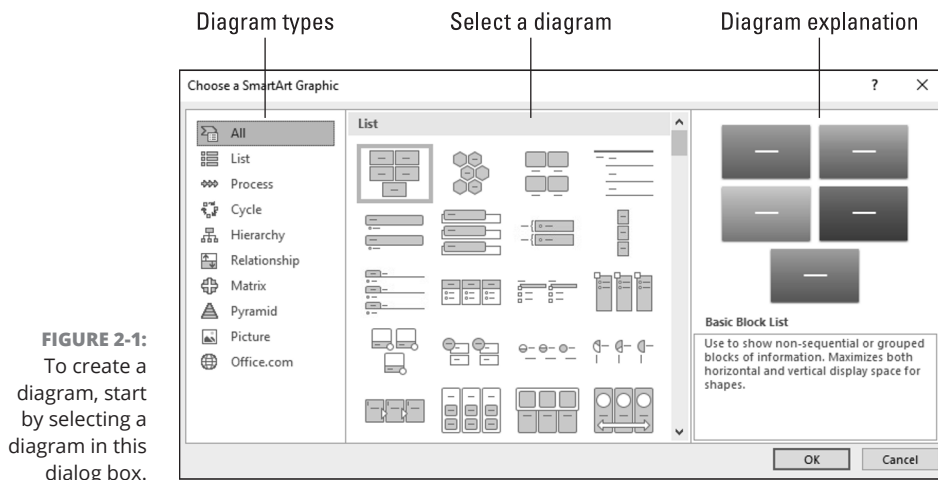 Diagram types
Select a diagram
Diagram explanation
Choose a SmartArt Graphic
?
All
List
Process
Cycle
Hierarchy
Relationship
Matrix
Pyramid
Picture
Office.com
List
Basic Block List
Use to show non-sequential or grouped
blocks of information. Maximizes both
horizontal and vertical display space for
shapes.
OK
Cancel
FIGURE 2-1:
To create a
diagram, start
by selecting a
diagram in this
dialog box.